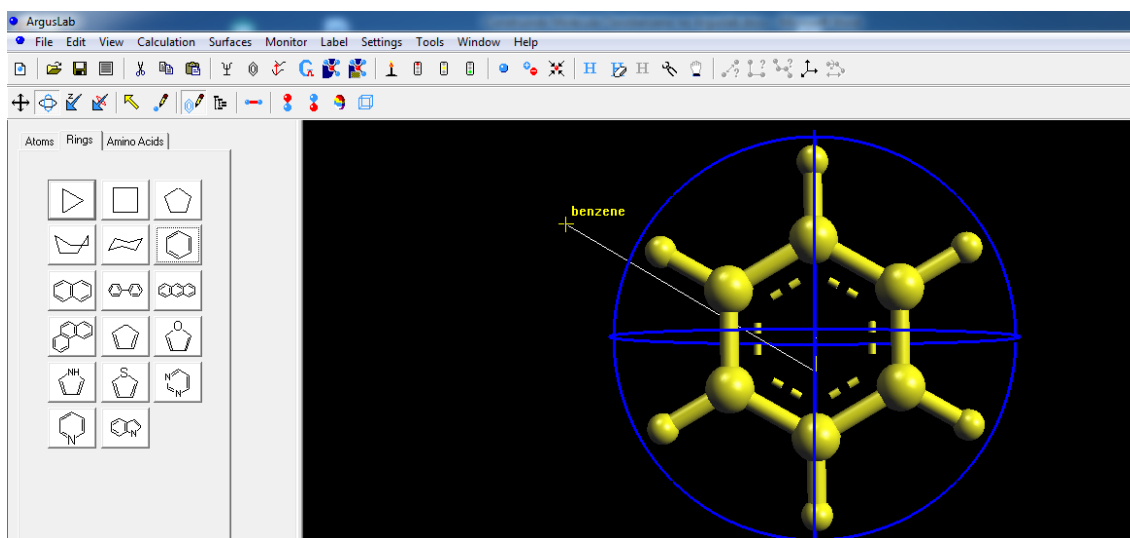 ArgusLab
File Edit View Calculation Surfaces Monitor Label Settings Tools Window Help
Atoms Rings Amino Acids
benzene
O
NH S N N
N N